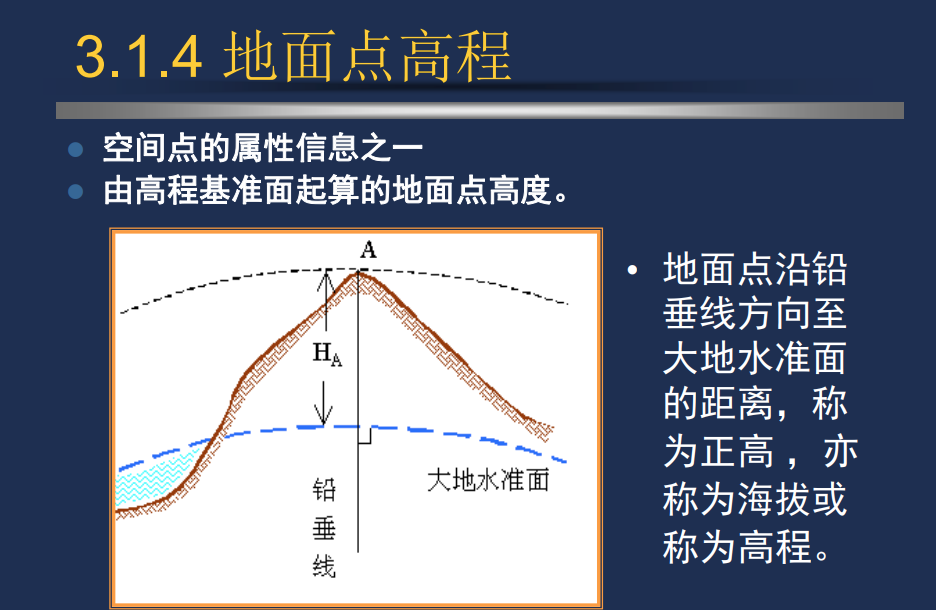 3.1.4 地面点高程
空间点的属性信息之一
由高程基准面起算的地面点高度。
A
H_A
大地水准面
铅
垂
线
地面点沿铅
垂线方向至
大地水准面
的距离，称
为正高，亦
称为海拔或
称为高程。